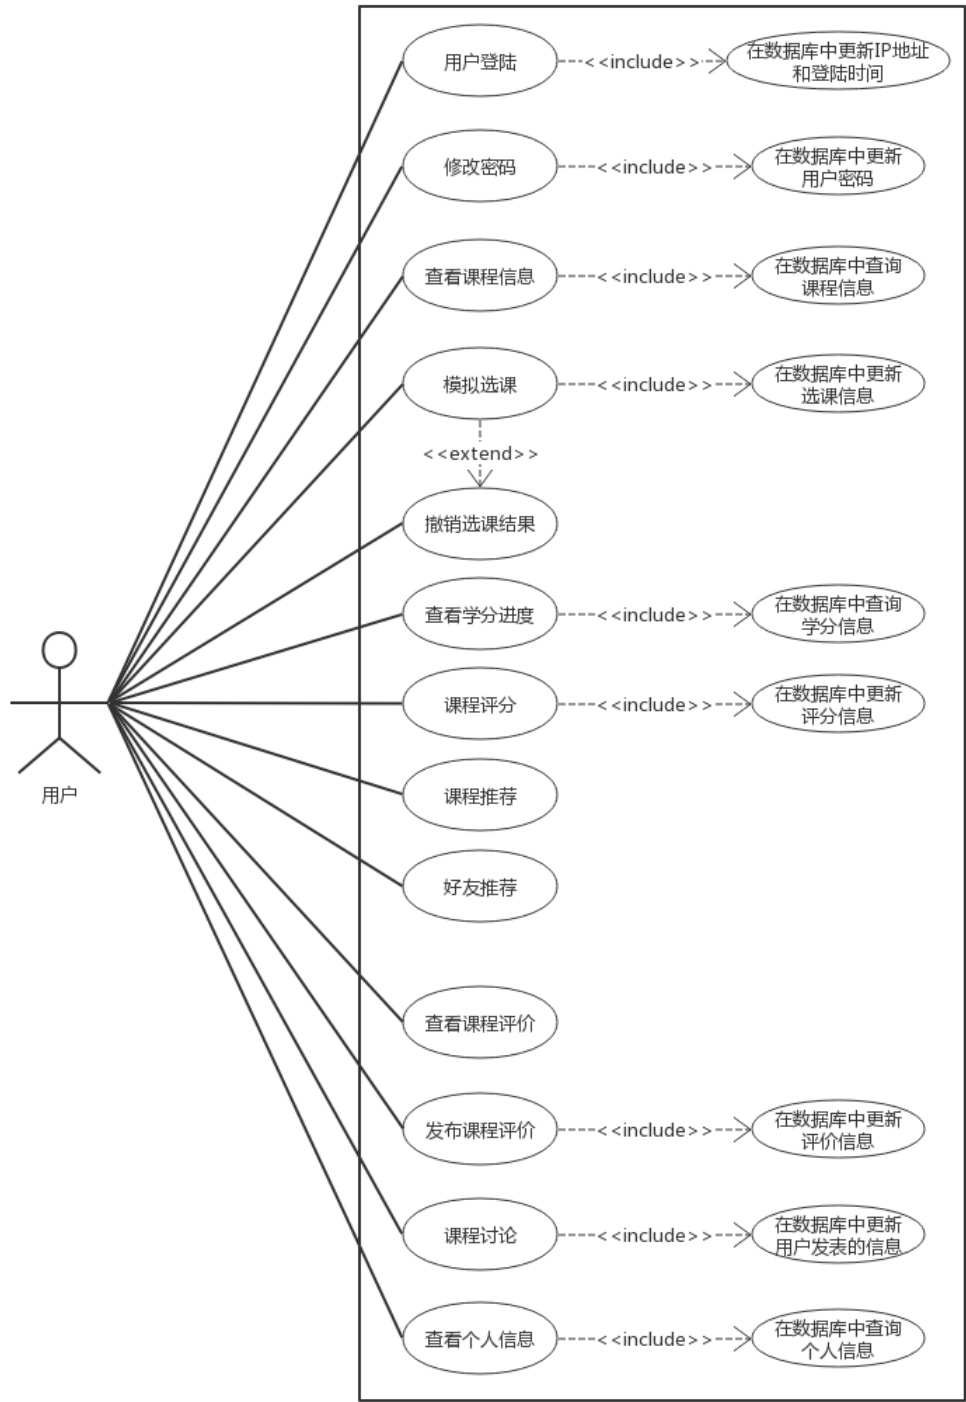 用户登陆
<<include>>
在数据库中更新IP地址
和登陆时间
修改密码
<<include>>
在数据库中更新
用户密码
查看课程信息
<<include>>
在数据库中查询
课程信息
模拟选课
<<include>>
在数据库中更新
选课信息
<<extend>>
撤销选课结果
查看学分进度
<<include>>
在数据库中查询
学分信息
课程评分
<<include>>
在数据库中更新
评分信息
用户
课程推荐
好友推荐
查看课程评价
发布课程评价
<<include>>
在数据库中更新
评价信息
课程讨论
<<include>>
在数据库中更新
用户发表的信息
查看个人信息
<<include>>
在数据库中查询
个人信息